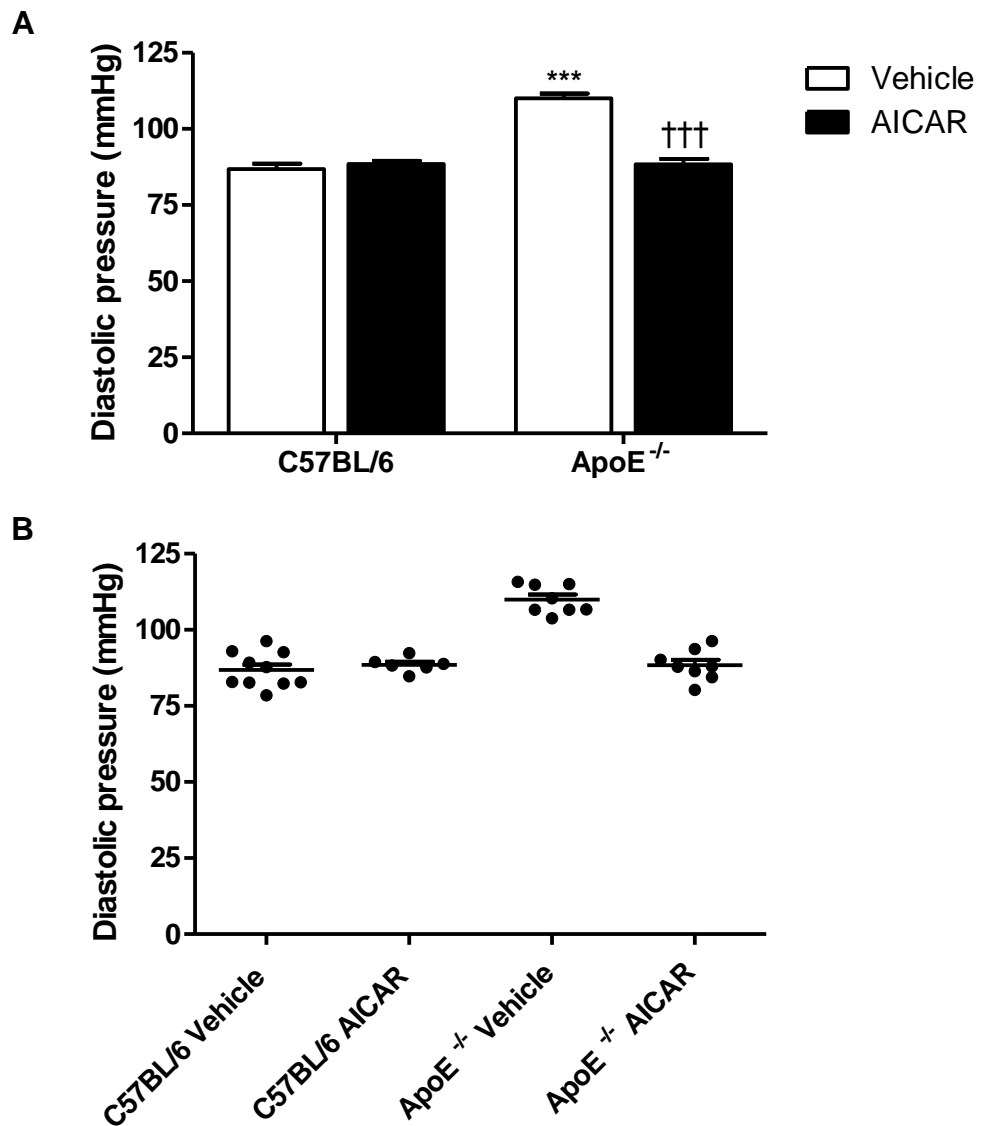 A
Diastolic pressure (mmHg)
125
100
75
50
25
0
***
†††
C57BL/6
ApoE -/-
Vehicle
AICAR
B
Diastolic pressure (mmHg)
125
100
75
50
25
0
C57BL/6 Vehicle
C57BL/6 AICAR
ApoE -/- Vehicle
ApoE -/- AICAR